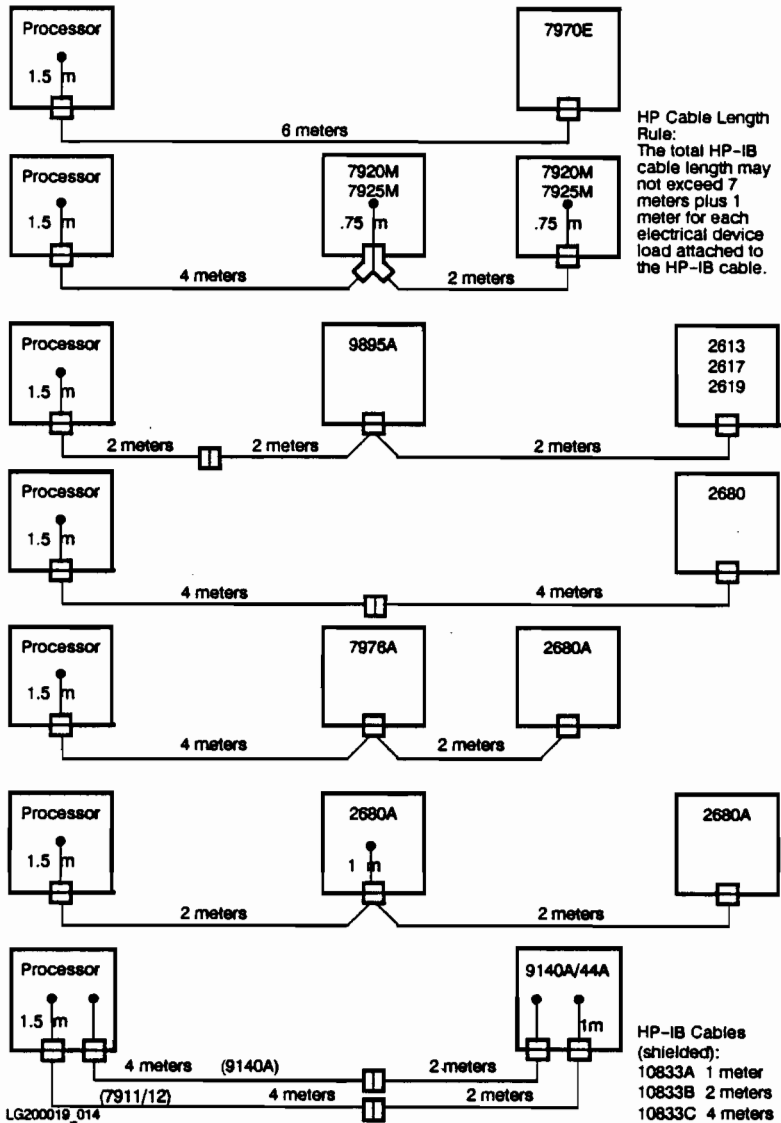 Processor
7970E
1.5 m
6 meters
HP Cable Length
Rule:
The total HP-IB
cable length may
not exceed 7
meters plus 1
meter for each
electrical device
load attached to
the HP-IB cable.
Processor
7920M
7925M
7920M
7925M
1.5 m
.75 m
.75 m
4 meters
2 meters
Processor
9895A
2613
2617
2619
1.5 m
2 meters
2 meters
2 meters
Processor
2680
1.5 m
4 meters
4 meters
Processor
7976A
2680A
1.5 m
4 meters
2 meters
Processor
2680A
2680A
1.5 m
1 m
2 meters
2 meters
Processor
9140A/44A
1.5 m
1m
4 meters
(9140A)
2 meters
(7911/12)
4 meters
2 meters
HP-IB Cables
(shielded):
10833A 1 meter
10833B 2 meters
10833C 4 meters
LG200019_014